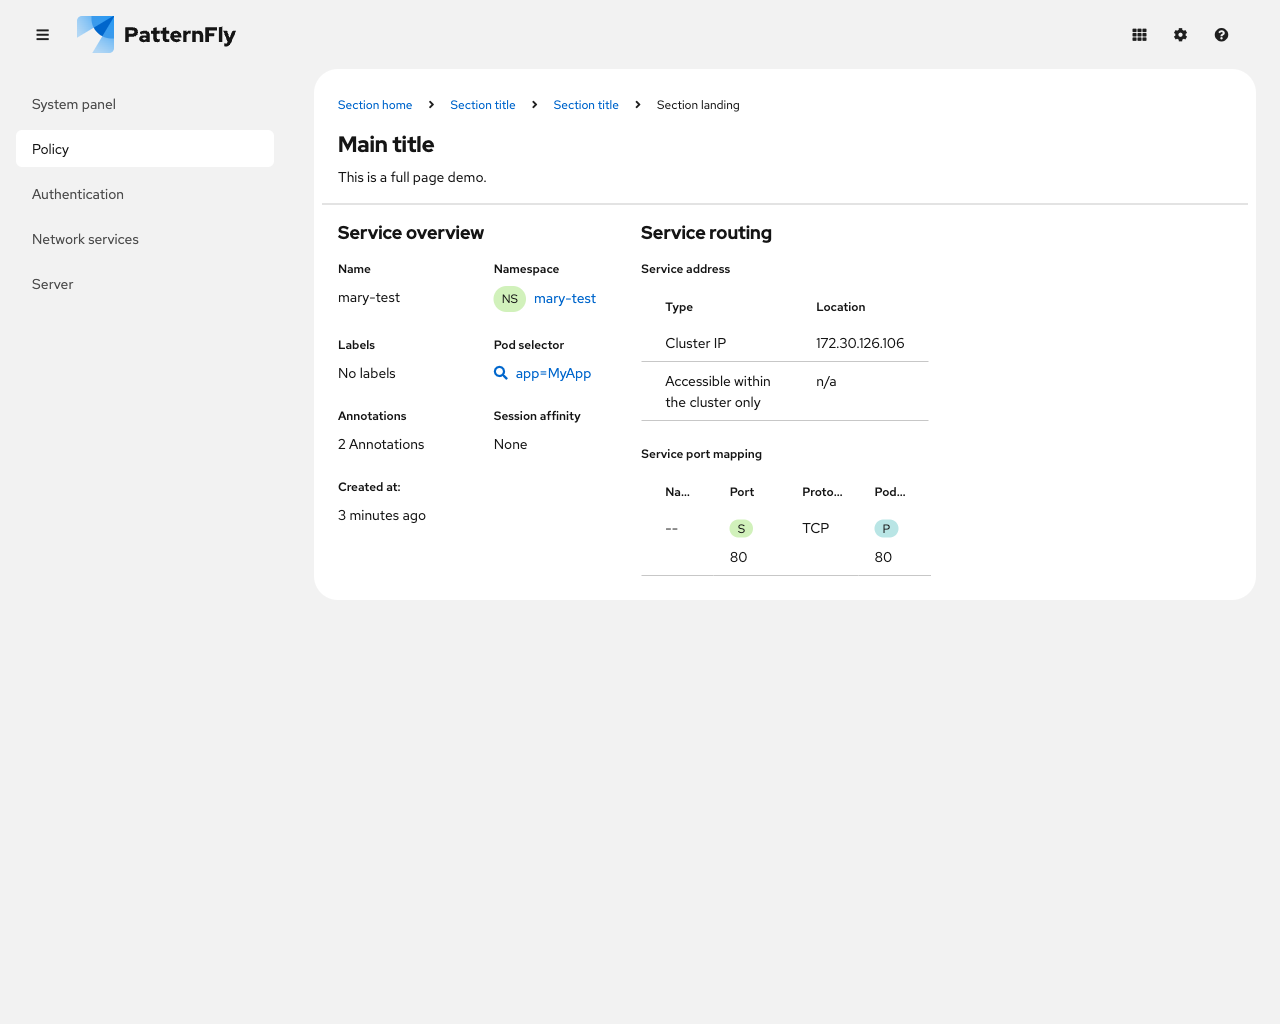 PatternFly
System panel
Policy
Authentication
Network services
Server
Section home Section title Section title Section landing
Main title
This is a full page demo.
Service overview
Name
mary-test
Namespace
NS mary-test
Labels
No labels
Pod selector
app=MyApp
Annotations
2 Annotations
Session affinity
None
Created at:
3 minutes ago
Service routing
Service address
Type Location
Cluster IP 172.30.126.106
Accessible within n/a
the cluster only
Service port mapping
Na... Port Proto... Pod...
-- S TCP P
80 80